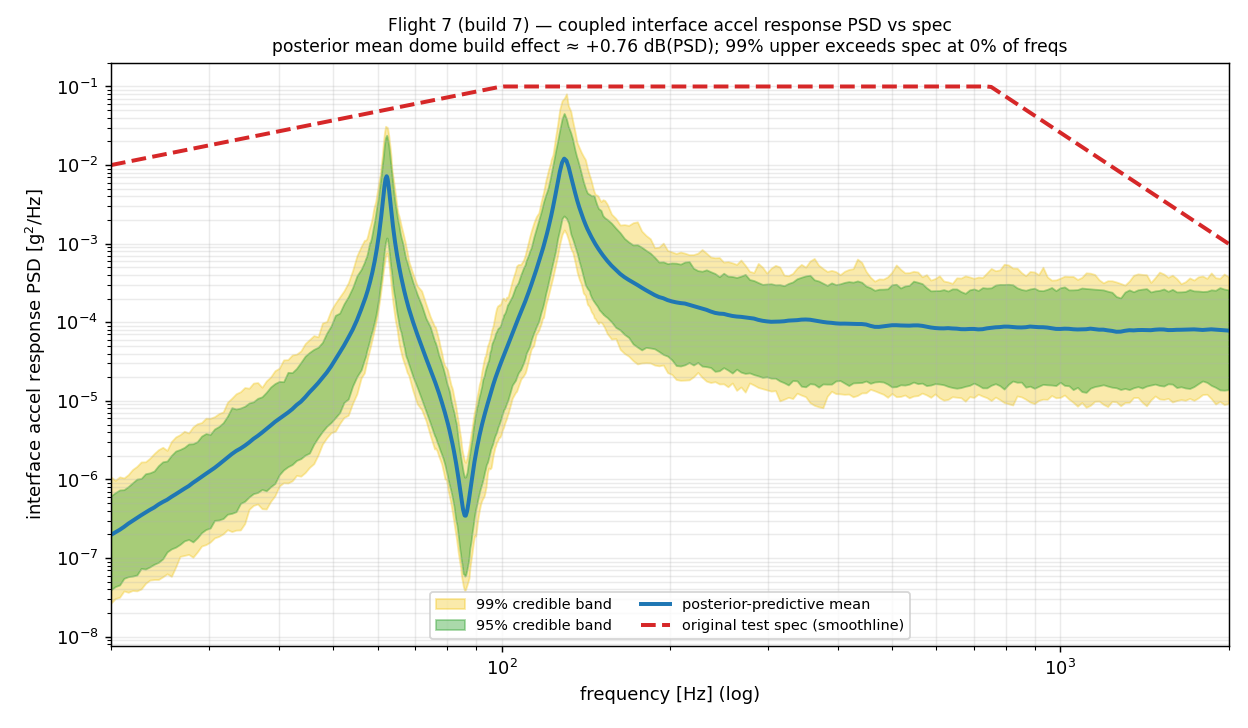 Flight 7 (build 7) — coupled interface accel response PSD vs spec
posterior mean dome build effect ≈ +0.76 dB(PSD); 99% upper exceeds spec at 0% of freqs
interface accel response PSD [g²/Hz]
10⁻¹
10⁻²
10⁻³
10⁻⁴
10⁻⁵
10⁻⁶
10⁻⁷
10⁻⁸
99% credible band
95% credible band
posterior-predictive mean
original test spec (smoothline)
10²
10³
frequency [Hz] (log)